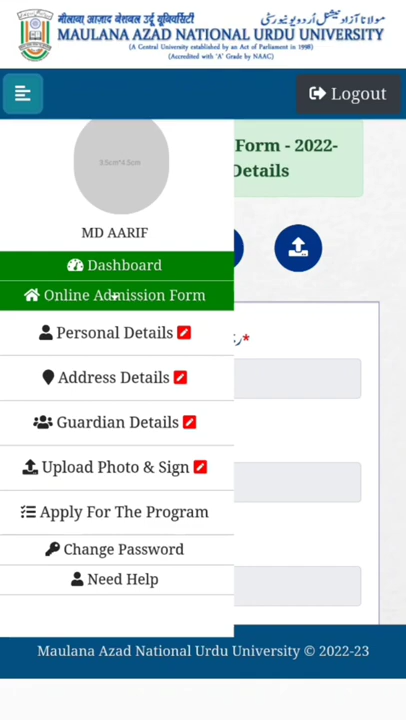 मौलाना आज़ाद नेशनल उर्दू यूनिवर्सिटी مولانا آزاد نیشنل اُردو یونیورسٹی
MAULANA AZAD NATIONAL URDU UNIVERSITY
(A Central University established by an Act of Parliament in 1998)
(Accredited with 'A' Grade by NAAC)
Logout
Form - 2022-
Details
3.5cm*4.5cm
MD AARIF
Dashboard
Online Admission Form
Personal Details
Address Details
Guardian Details
Upload Photo & Sign
Apply For The Program
Change Password
Need Help
Maulana Azad National Urdu University © 2022-23